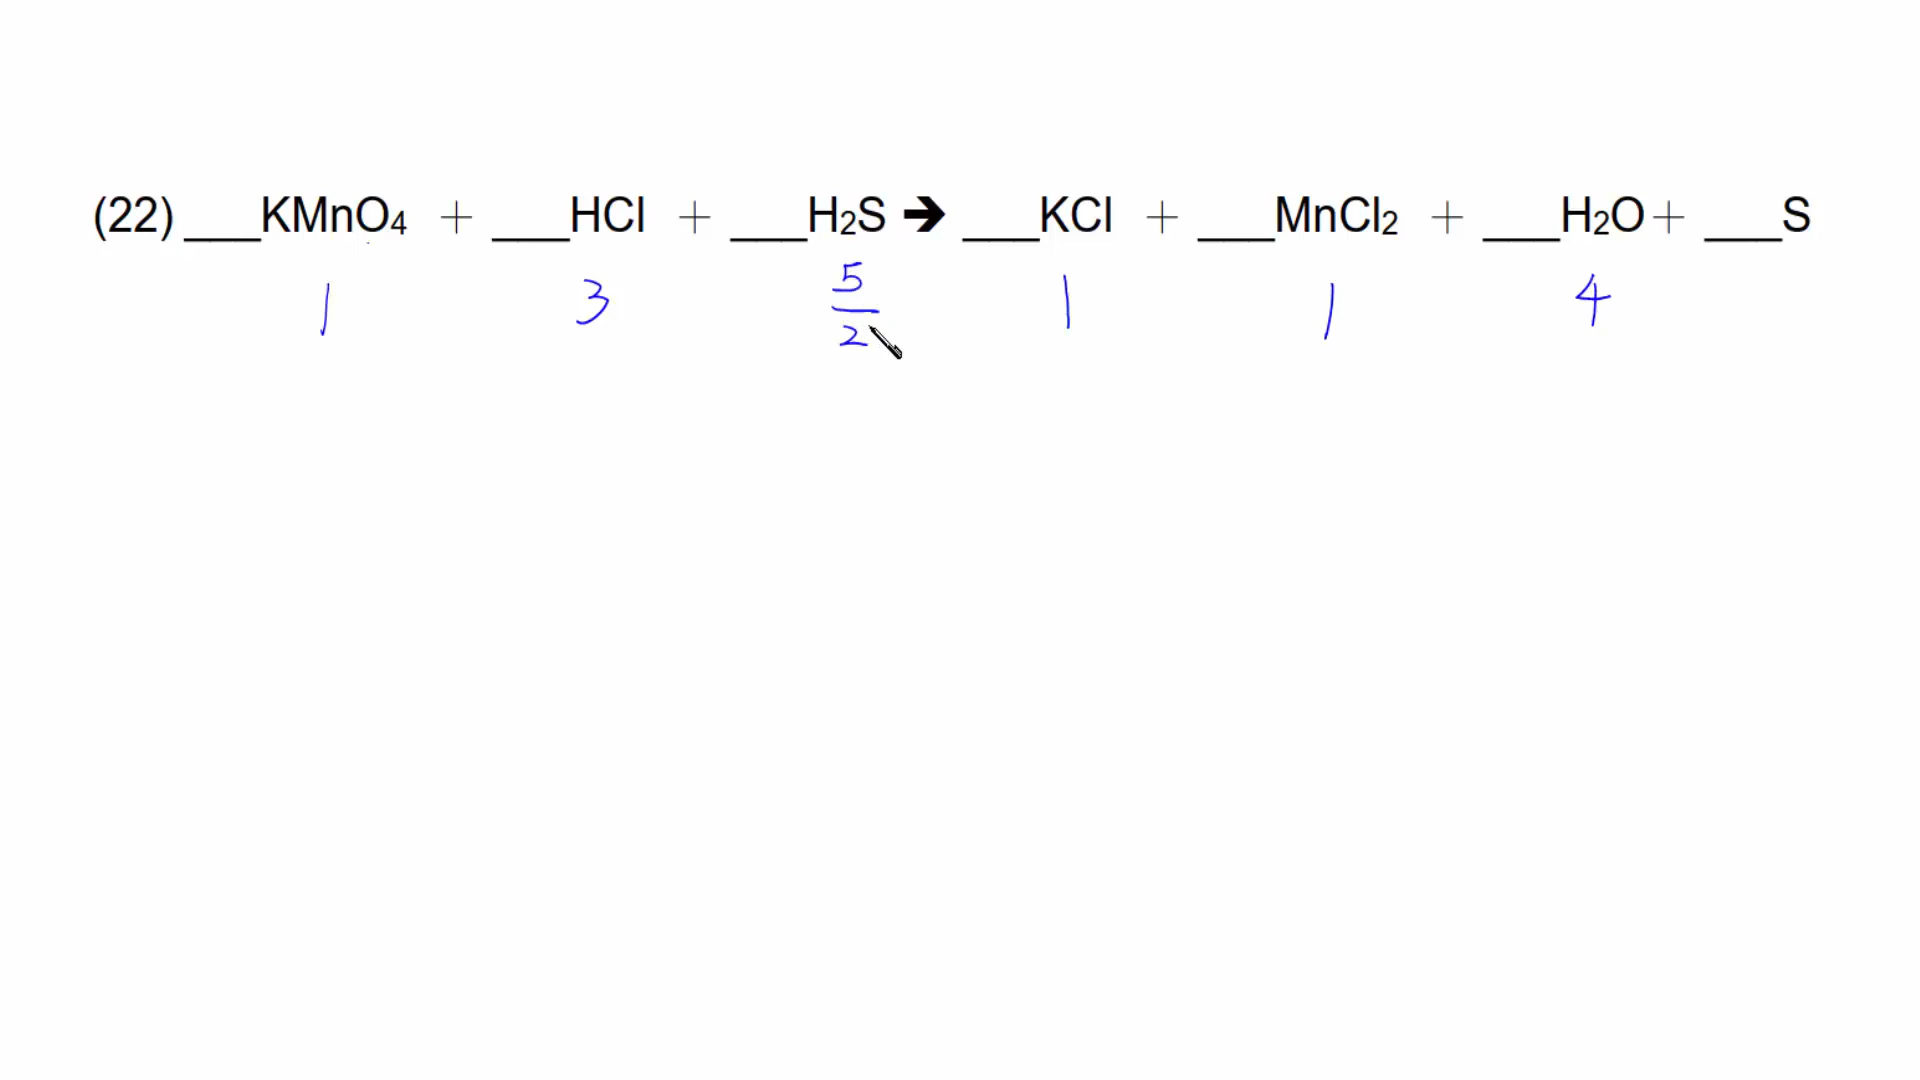 (22) ___KMnO4 + ___HCl + ___H2S ➔ ___KCl + ___MnCl2 + ___H2O+ ___S
1 3 5/2 1 1 4